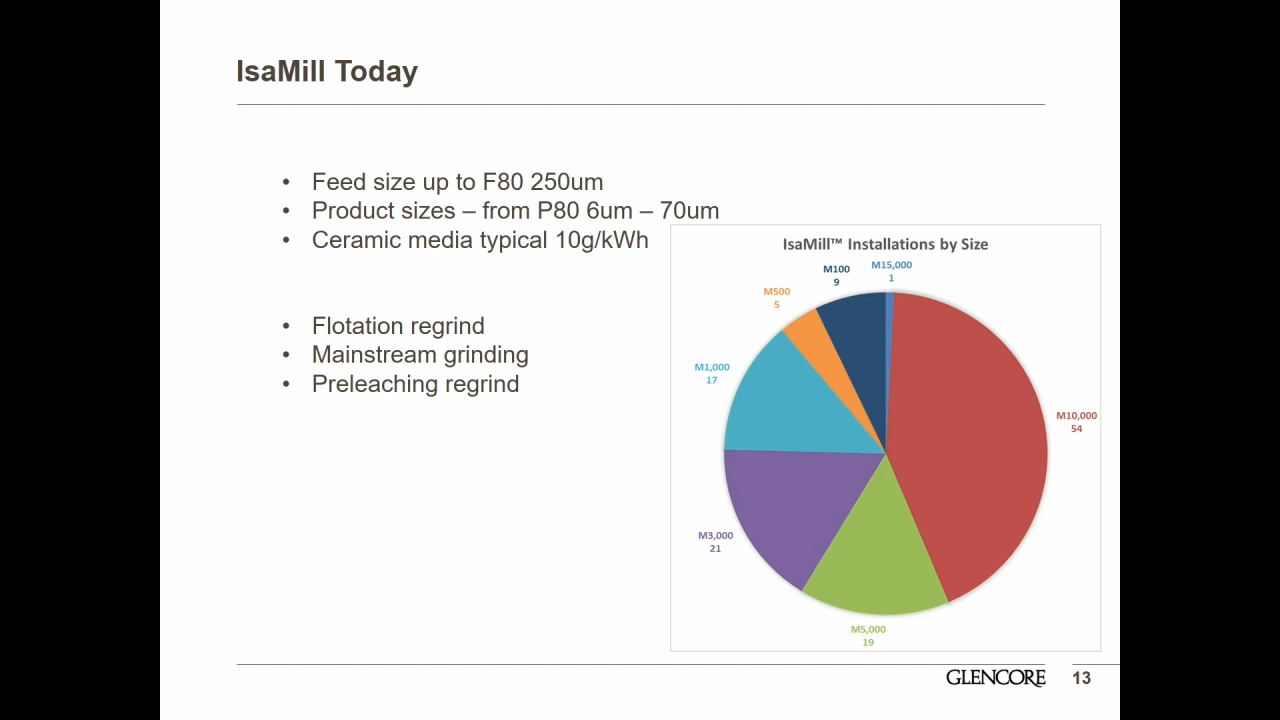 IsaMill Today
• Feed size up to F80 250um
• Product sizes – from P80 6um – 70um
• Ceramic media typical 10g/kWh
• Flotation regrind
• Mainstream grinding
• Preleaching regrind
IsaMill™ Installations by Size
M15,000
1
M100
9
M500
5
M1,000
17
M10,000
54
M3,000
21
M5,000
19
GLENCORE
13